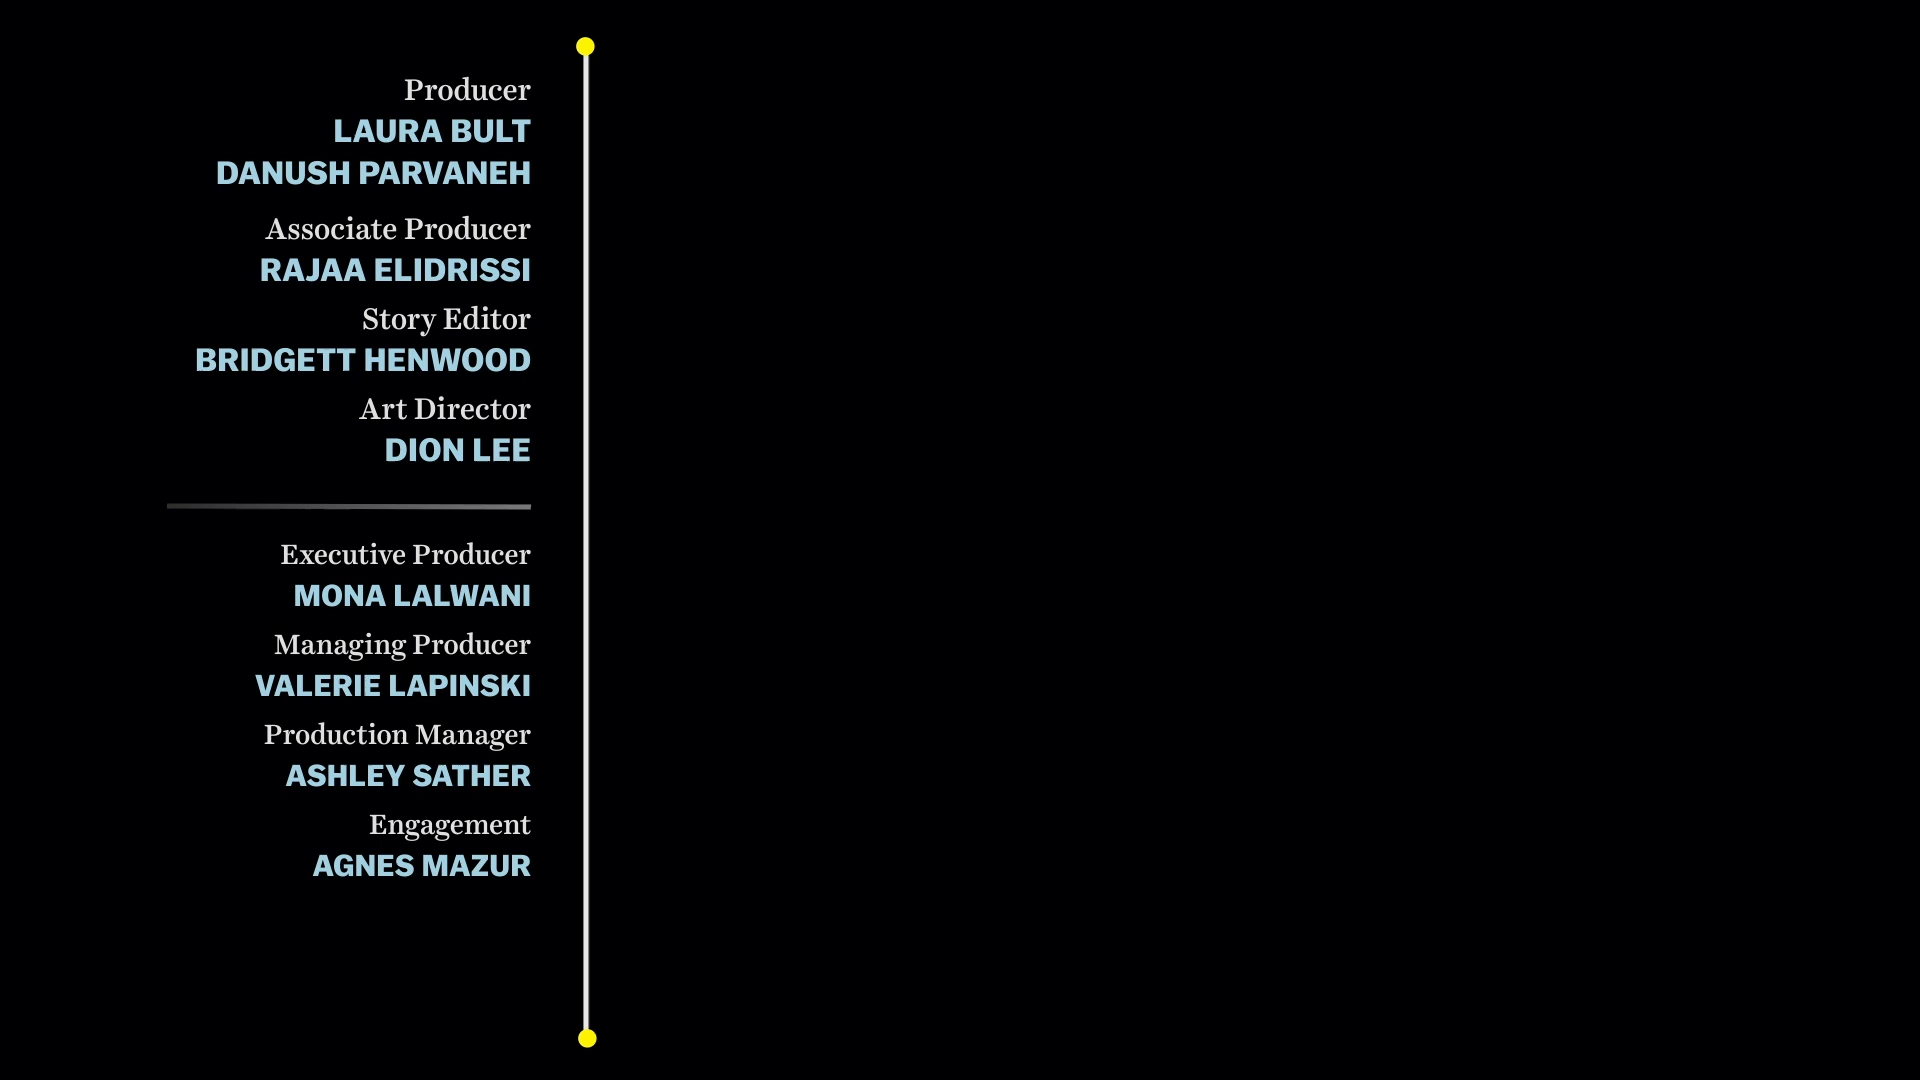 Producer
LAURA BULT
DANUSH PARVANEH
Associate Producer
RAJAA ELIDRISSI
Story Editor
BRIDGETT HENWOOD
Art Director
DION LEE
Executive Producer
MONA LALWANI
Managing Producer
VALERIE LAPINSKI
Production Manager
ASHLEY SATHER
Engagement
AGNES MAZUR